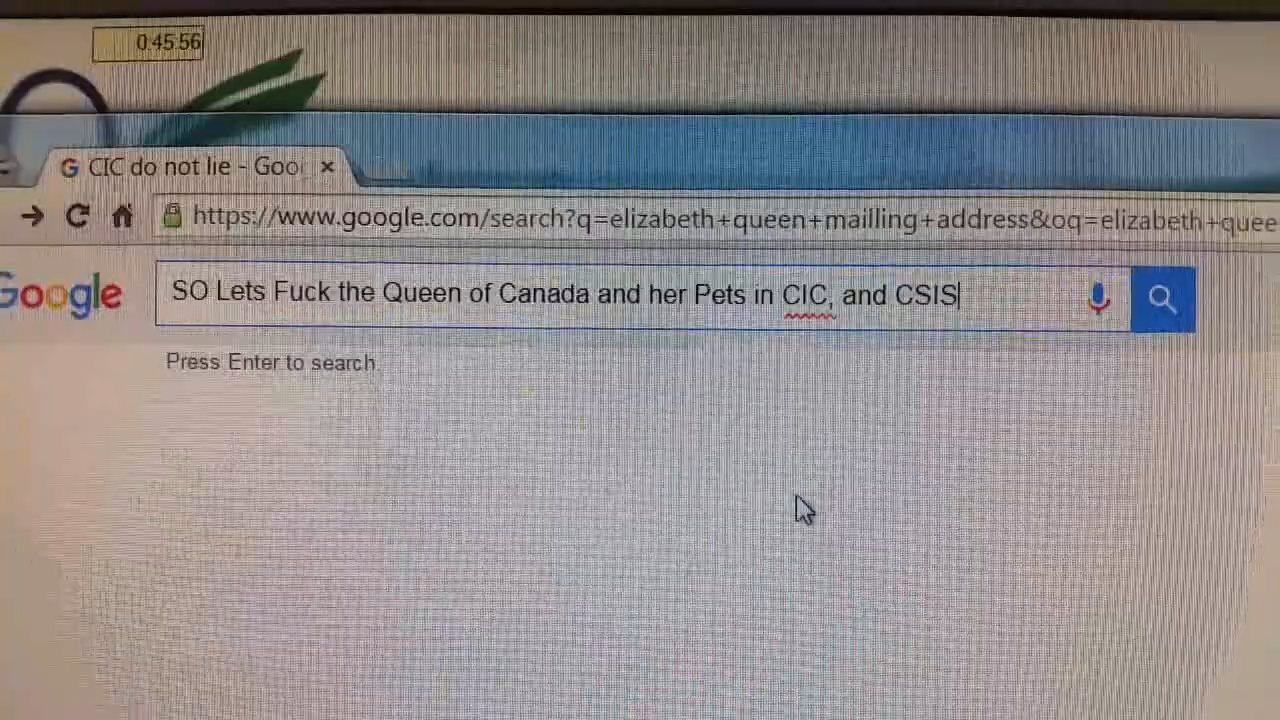 0:45:56
G CIC do not lie - Goo
https://www.google.com/search?q=elizabeth+queen+mailling+address&oq=elizabeth+quee
Google
SO Lets Fuck the Queen of Canada and her Pets in CIC, and CSIS
Press Enter to search.